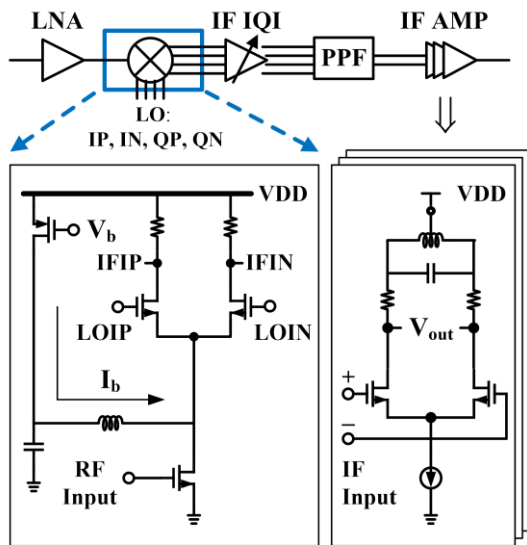 LNA
IF IQI
IF AMP
PPF
LO:
IP, IN, QP, QN
VDD
Vb
IFIP
IFIN
LOIP
LOIN
Ib
RF
Input
VDD
Vout
+
−
IF
Input